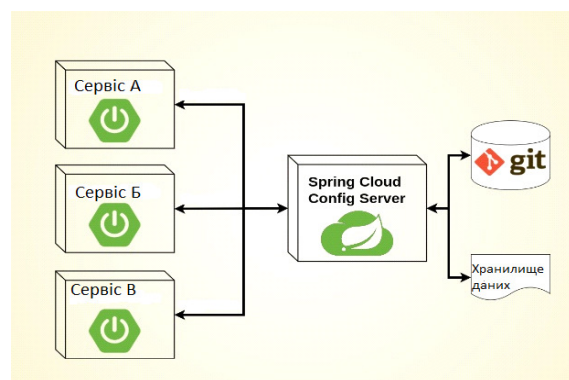 Сервіс А
Сервіс Б
Сервіс В
Spring Cloud
Config Server
git
Хранилище
даних